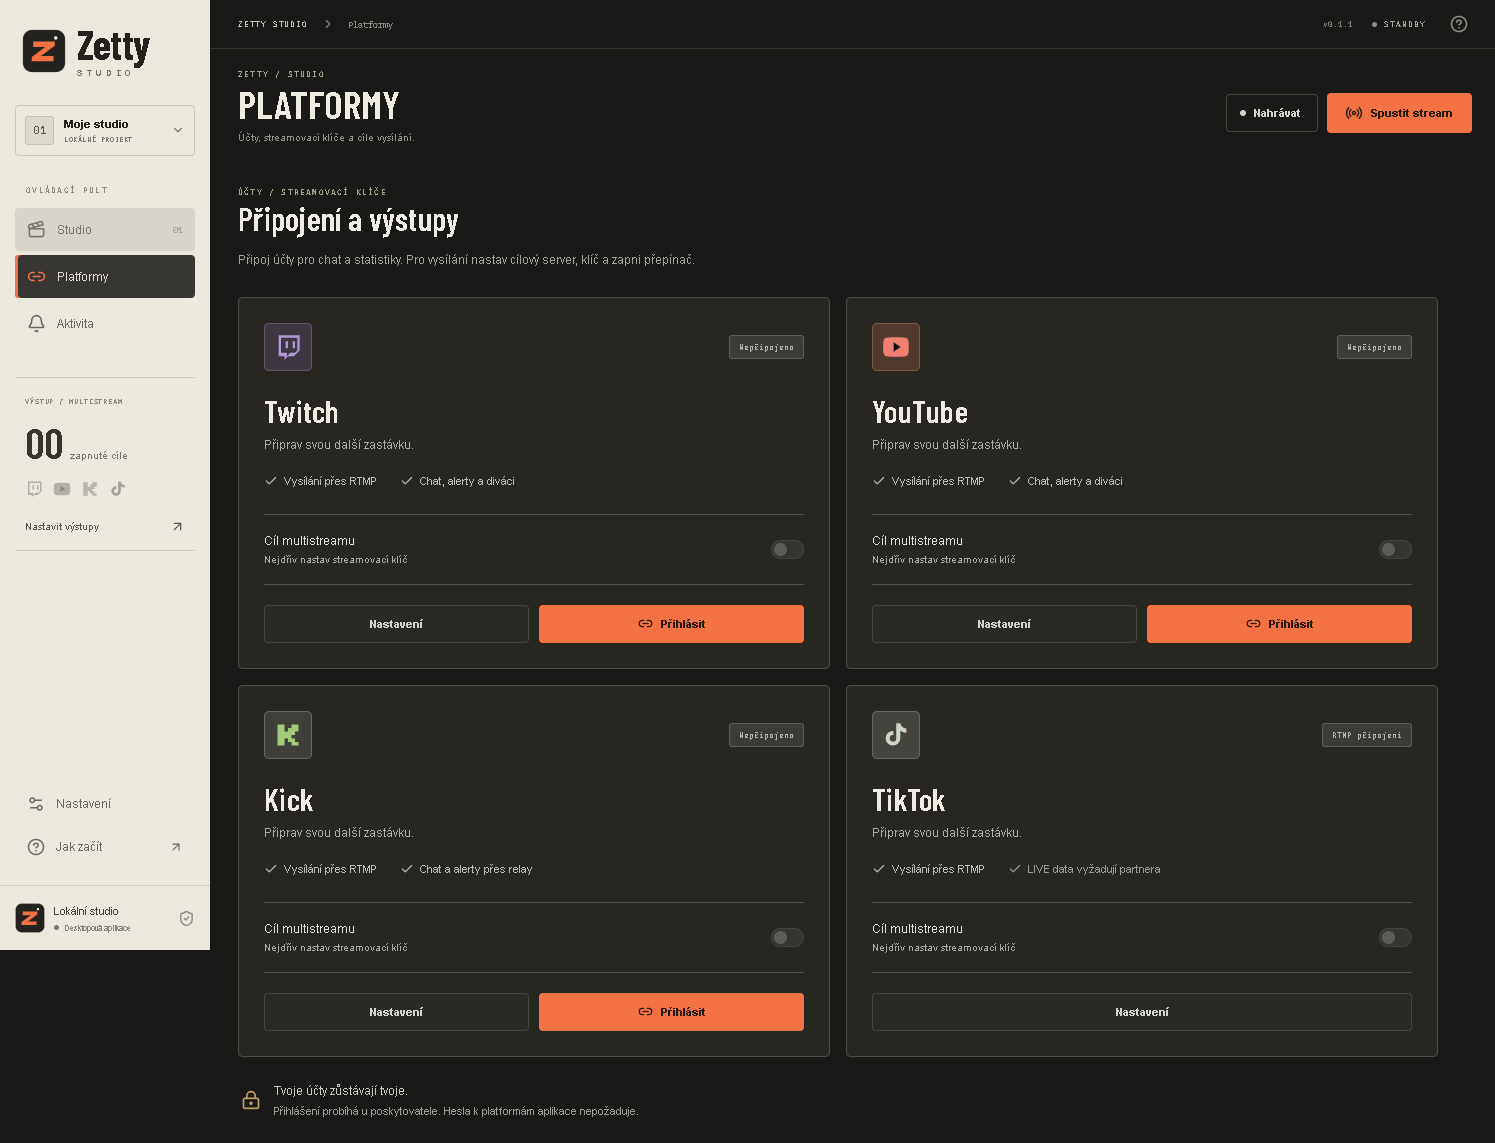 Zetty
STUDIO
01
Moje studio
LOKÁLNÍ PROJEKT
OVLÁDACÍ PULT
Studio
01
Platformy
Aktivita
VÝSTUP / MULTISTREAM
00 zapnuté cíle
Nastavit výstupy
Nastavení
Jak začít
Lokální studio
Desktopová aplikace
ZETTY STUDIO
Platformy
v0.1.1
STANDBY
ZETTY / STUDIO
PLATFORMY
Účty, streamovací klíče a cíle vysílání.
Nahrávat
Spustit stream
ÚČTY / STREAMOVACÍ KLÍČE
Připojení a výstupy
Připoj účty pro chat a statistiky. Pro vysílání nastav cílový server, klíč a zapni přepínač.
Nepřipojeno
Twitch
Připrav svou další zastávku.
Vysílání přes RTMP
Chat, alerty a diváci
Cíl multistreamu
Nejdřív nastav streamovací klíč
Nastavení
Přihlásit
Nepřipojeno
YouTube
Připrav svou další zastávku.
Vysílání přes RTMP
Chat, alerty a diváci
Cíl multistreamu
Nejdřív nastav streamovací klíč
Nastavení
Přihlásit
Nepřipojeno
Kick
Připrav svou další zastávku.
Vysílání přes RTMP
Chat a alerty přes relay
Cíl multistreamu
Nejdřív nastav streamovací klíč
Nastavení
Přihlásit
RTMP připojení
TikTok
Připrav svou další zastávku.
Vysílání přes RTMP
LIVE data vyžadují partnera
Cíl multistreamu
Nejdřív nastav streamovací klíč
Nastavení
Tvoje účty zůstávají tvoje.
Přihlášení probíhá u poskytovatele. Hesla k platformám aplikace nepožaduje.